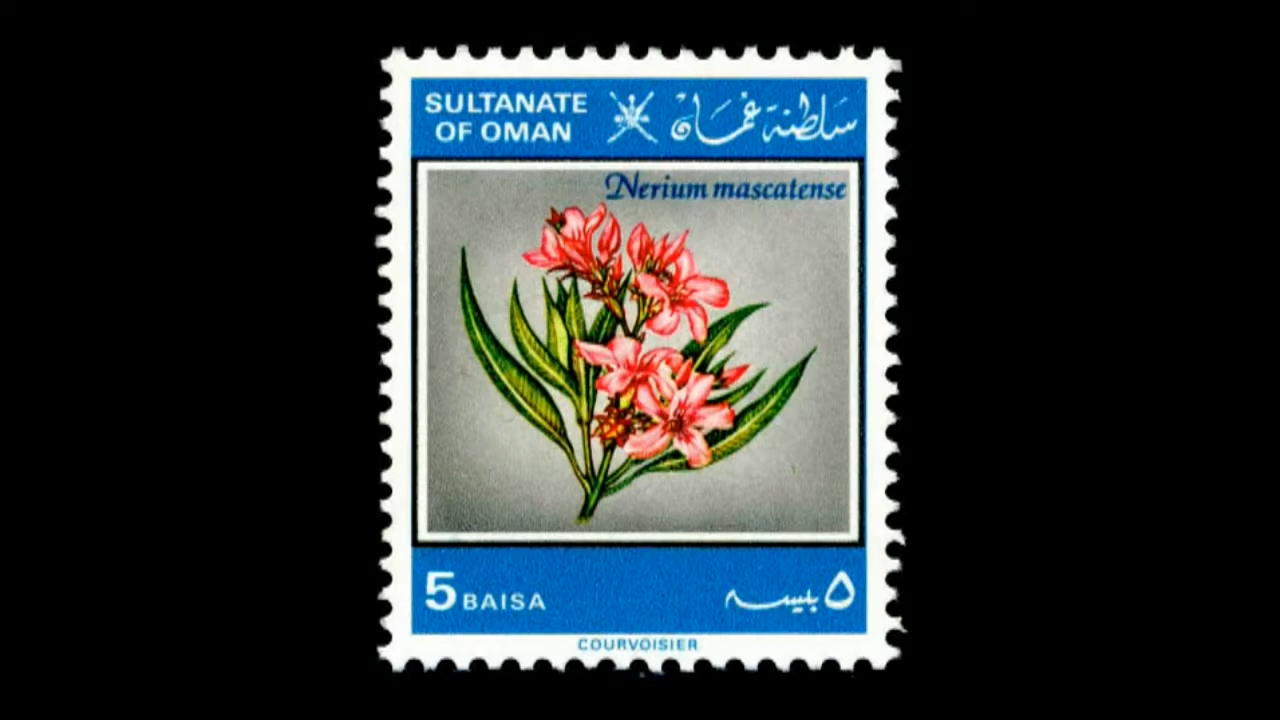 SULTANATE
OF OMAN
سلطنة عمان
Nerium mascatense
5 BAISA
٥ بيسه
COURVOISIER